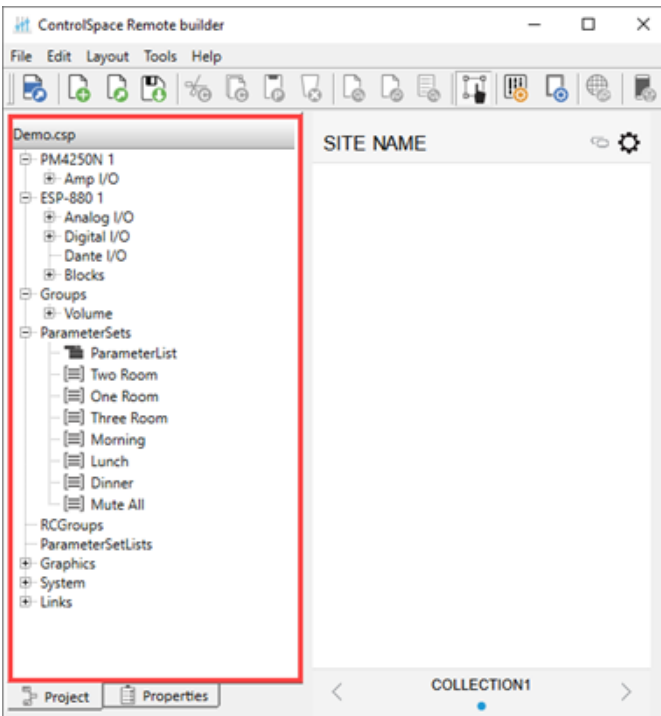 ControlSpace Remote builder
File Edit Layout Tools Help
Demo.csp
PM4250N 1
Amp I/O
ESP-880 1
Analog I/O
Digital I/O
Dante I/O
Blocks
Groups
Volume
ParameterSets
ParameterList
Two Room
One Room
Three Room
Morning
Lunch
Dinner
Mute All
RCGroups
ParameterSetLists
Graphics
System
Links
Project Properties
SITE NAME
COLLECTION1